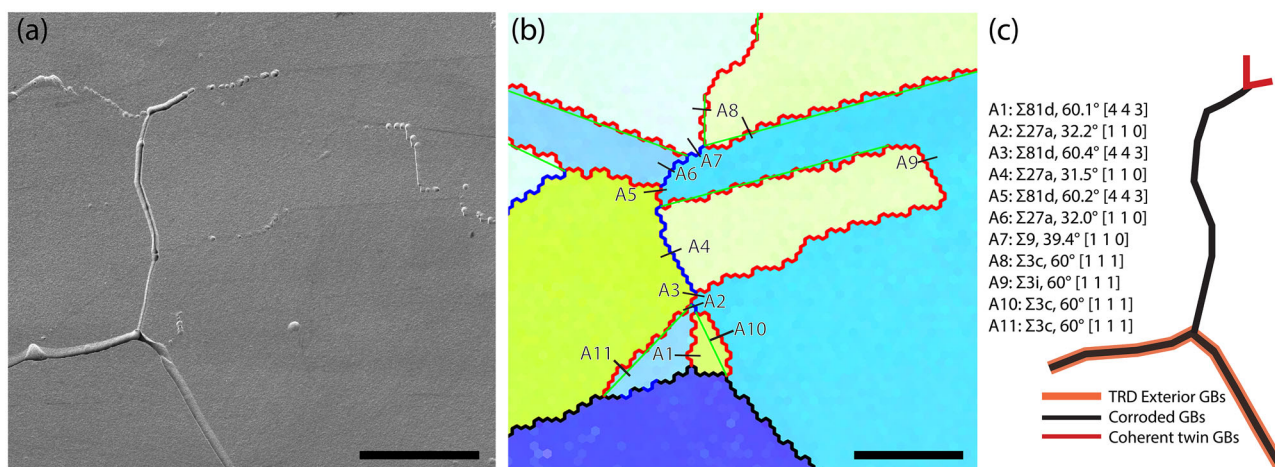 (a)
(b)
(c)
A8
A7
A6
A5
A9
A4
A3
A2
A10
A11
A1
A1: Σ81d, 60.1° [4 4 3]
A2: Σ27a, 32.2° [1 1 0]
A3: Σ81d, 60.4° [4 4 3]
A4: Σ27a, 31.5° [1 1 0]
A5: Σ81d, 60.2° [4 4 3]
A6: Σ27a, 32.0° [1 1 0]
A7: Σ9, 39.4° [1 1 0]
A8: Σ3c, 60° [1 1 1]
A9: Σ3i, 60° [1 1 1]
A10: Σ3c, 60° [1 1 1]
A11: Σ3c, 60° [1 1 1]
TRD Exterior GBs
Corroded GBs
Coherent twin GBs